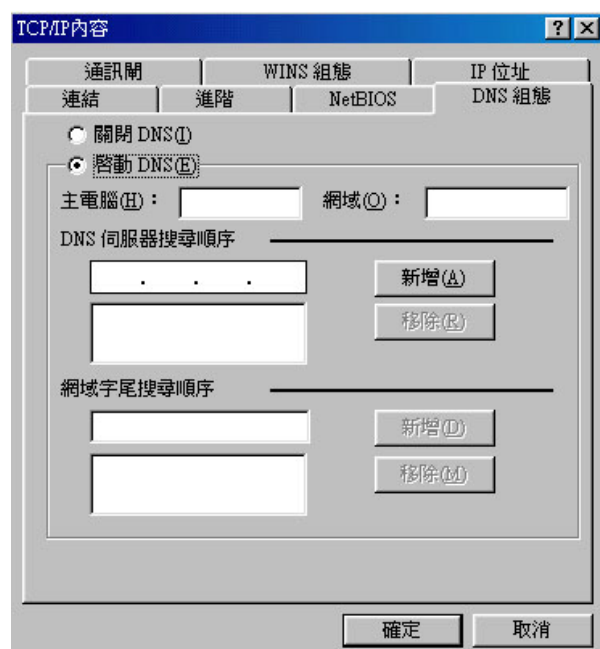 TCP/IP內容
通訊閘 WINS 組態 IP 位址
連結 進階 NetBIOS DNS 組態
關閉 DNS(I)
啓動 DNS(E)
主電腦(H)： 網域(O)：
DNS 伺服器搜尋順序
. . . 新增(A)
移除(R)
網域字尾搜尋順序
新增(D)
移除(M)
確定 取消